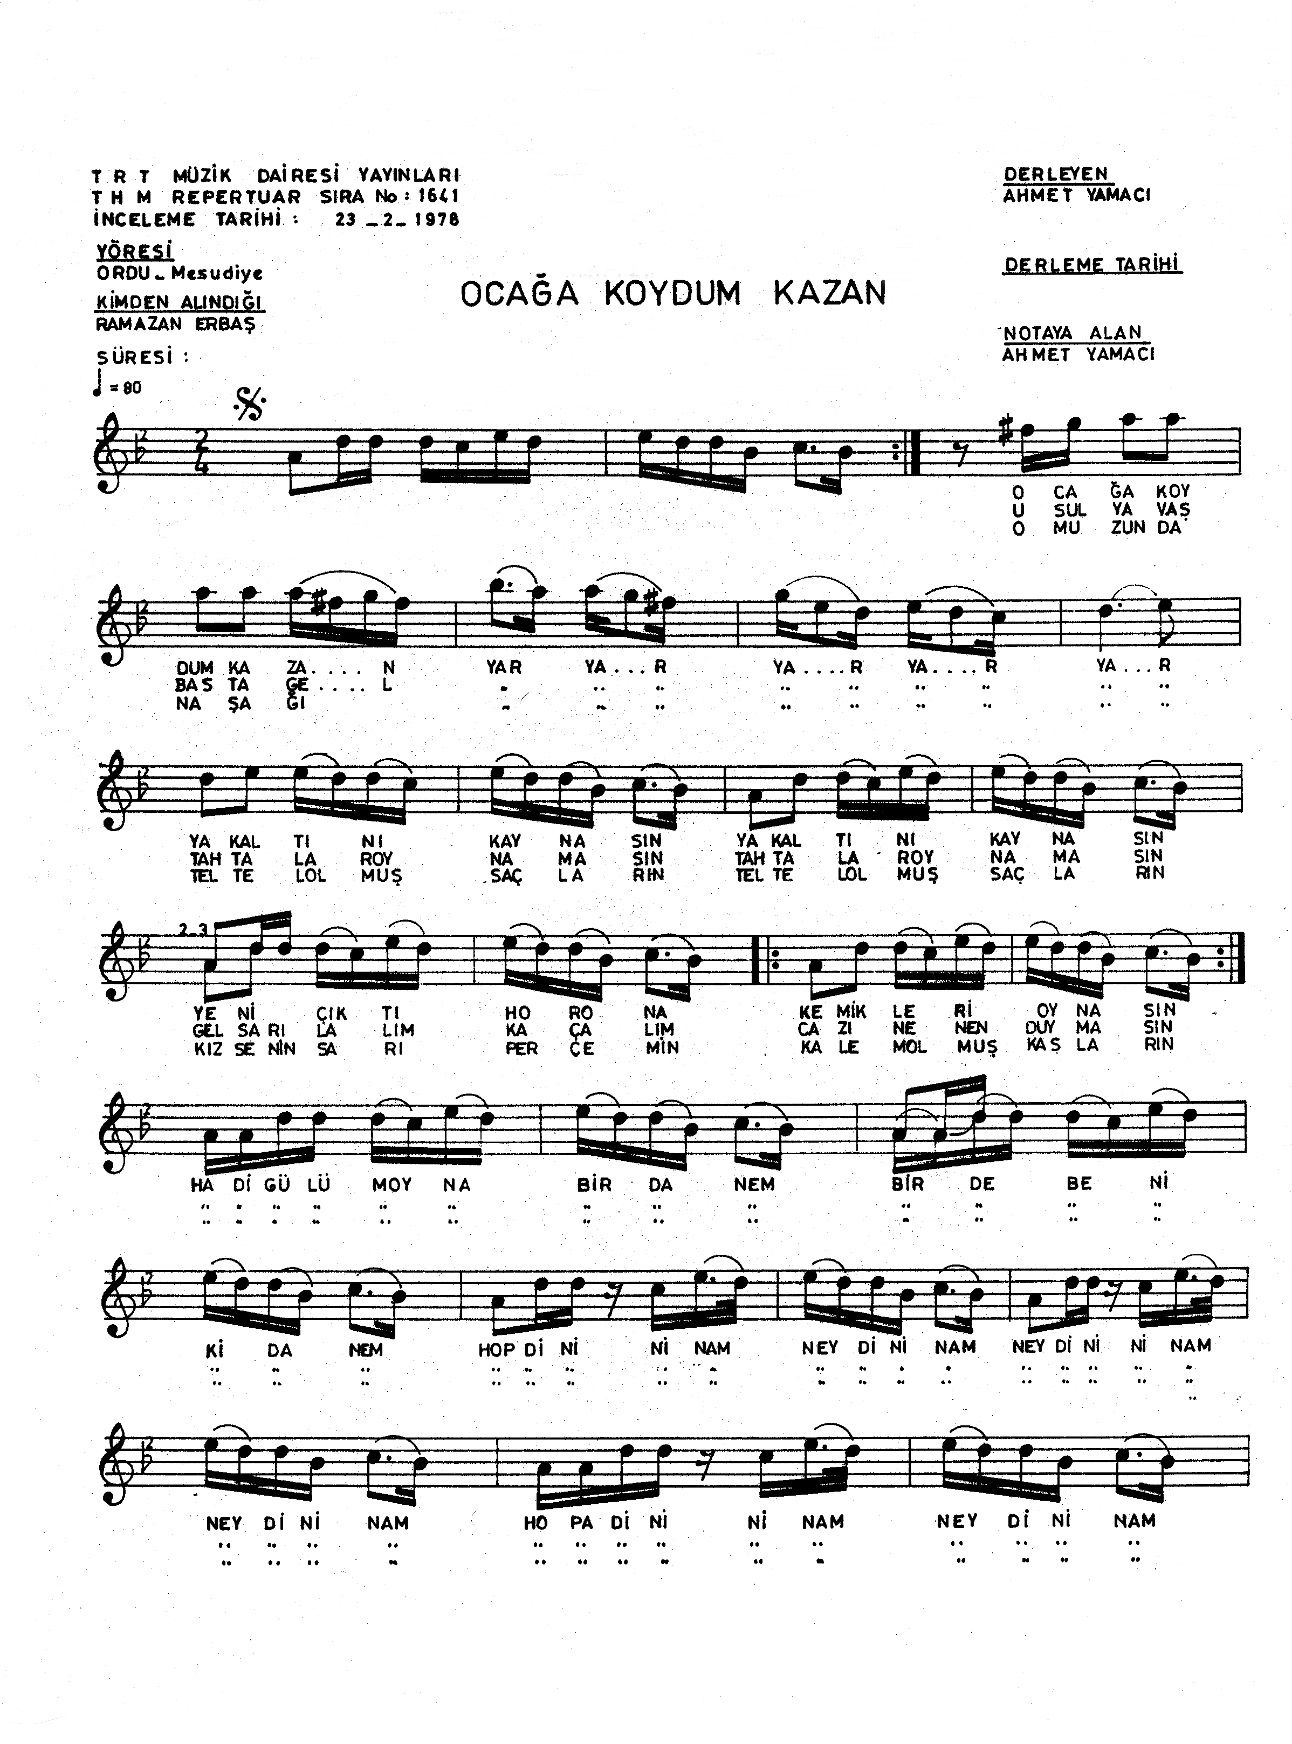 T R T MÜZİK DAİRESİ YAYINLARI
T H M REPERTUAR SIRA No : 1641
İNCELEME TARİHİ : 23 _ 2 _ 1978
YÖRESİ
ORDU _ Mesudiye
KİMDEN ALINDIĞI
RAMAZAN ERBAŞ
SÜRESİ :
♩ = 80
OCAĞA KOYDUM KAZAN
DERLEYEN
AHMET YAMACI
DERLEME TARİHİ
NOTAYA ALAN
AHMET YAMACI
2 4
O CA ĞA KOY
U SUL YA VAŞ
O MU ZUN DA
DUM KA ZA . . . . N YAR YA . . . R YA . . . . R YA . . . . R YA . . . R
BAS TA GE . . . . L " " " " " " " " "
NA ŞA ĞI " " " " " " " " "
YA KAL TI NI KAY NA SIN YA KAL TI NI KAY NA SIN
TAH TA LA ROY NA MA SIN TAH TA LA ROY NA MA SIN
TEL TE LOL MUŞ SAÇ LA RIN TEL TE LOL MUŞ SAÇ LA RIN
2_3
YE Nİ ÇIK TI HO RO NA KE MİK LE Rİ OY NA SIN
GEL SA RI LA LIM KA ÇA LIM CA ZI NE NEN DUY MA SIN
KIZ SE NİN SA RI PER ÇE MİN KA LE MOL MUŞ KAŞ LA RIN
HA Dİ GÜ LÜ MOY NA BİR DA NEM BİR DE BE Nİ
" " " " " " " " " " " " "
" " " " " " " " " " " " "
Kİ DA NEM HOP Dİ Nİ Nİ NAM NEY Dİ Nİ NAM NEY Dİ Nİ Nİ NAM
" " " " " " " " " " " " " " " " "
" " " " " " " " " " " " " " " " "
NEY Dİ Nİ NAM HO PA Dİ Nİ Nİ NAM NEY Dİ Nİ NAM
" " " " " " " " " " " " " "
" " " " " " " " " " " " " "